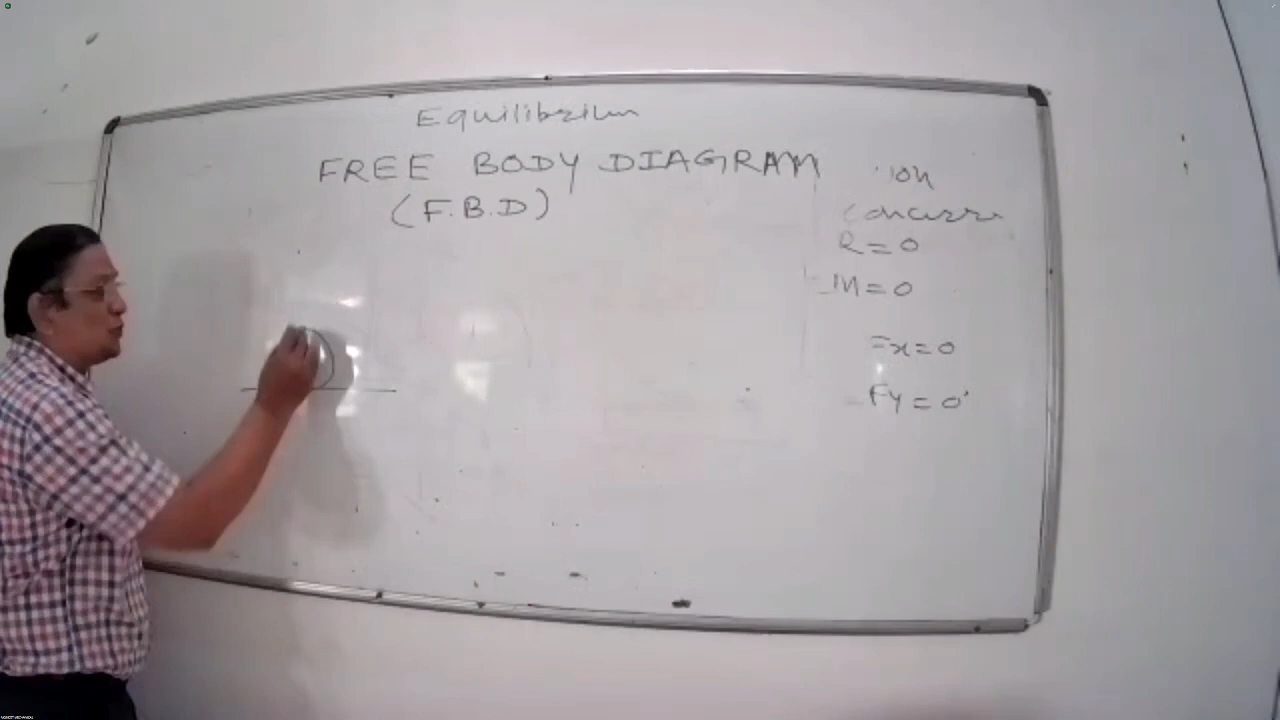 Equilibrium
FREE BODY DIAGRAM
(F.B.D)
R = 0
M = 0
Fx = 0
Fy = 0